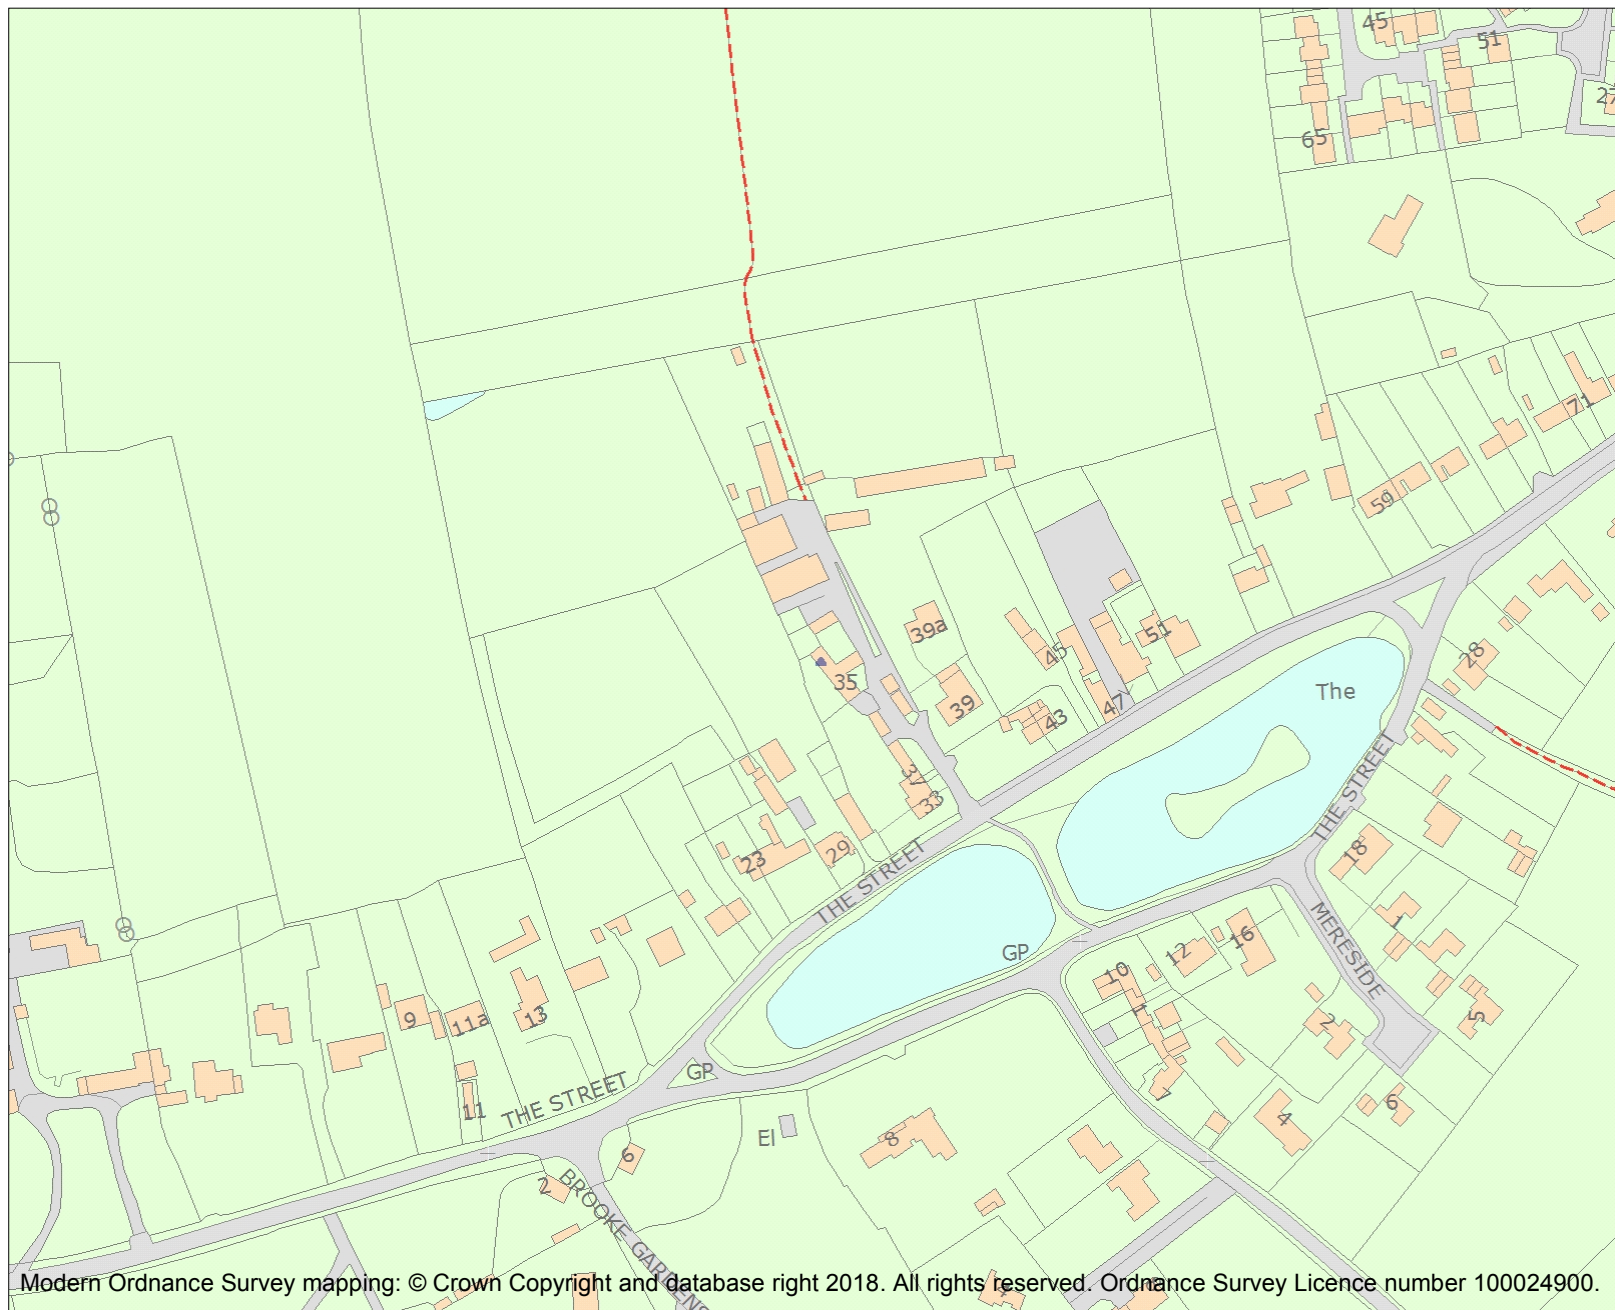 45
51
27
65
71
59
39a
51
45
28
35
The
39
43
47
37
33
THE STREET
23
29
18
THE STREET
GP
1
12
16
10
MERESIDE
9
11a
13
1
2
5
GP
THE STREET
11
7
6
4
El
8
6
2
BROOKE GARDENS
Modern Ordnance Survey mapping: © Crown Copyright and database right 2018. All rights reserved. Ordnance Survey Licence number 100024900.